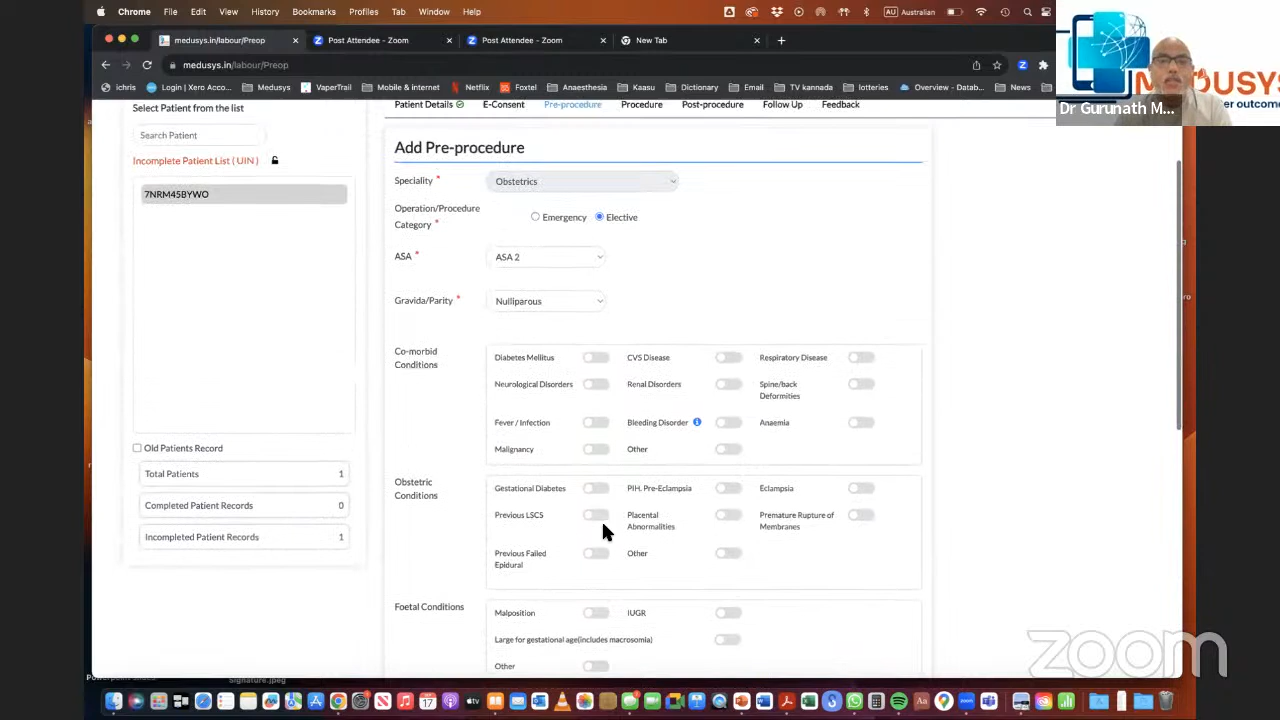 Chrome File Edit View History Bookmarks Profiles Tab Window Help
Australian
medusys.in/labour/Preop
Post Attendee - Zoom
Post Attendee - Zoom
New Tab
medusys.in/labour/Preop
ichris
Login | Xero Acco...
Medusys
VaperTrail
Mobile & internet
Netflix
Foxtel
Anaesthesia
Kaasu
Dictionary
Email
TV kannada
lotteries
Overview - Datab...
News
MEDUSYS
Dr Gurunath M...
Select Patient from the list
Search Patient
Incomplete Patient List ( UIN )
7NRM45BYWO
Old Patients Record
Total Patients 1
Completed Patient Records 0
Incompleted Patient Records 1
Patient Details E-Consent Pre-procedure Procedure Post-procedure Follow Up Feedback
Add Pre-procedure
Speciality * Obstetrics
Operation/Procedure
Category * Emergency Elective
ASA * ASA 2
Gravida/Parity * Nulliparous
Co-morbid
Conditions
Diabetes Mellitus CVS Disease Respiratory Disease
Neurological Disorders Renal Disorders Spine/back
Deformities
Fever / Infection Bleeding Disorder Anaemia
Malignancy Other
Obstetric
Conditions
Gestational Diabetes PIH. Pre-Eclampsia Eclampsia
Previous LSCS Placental
Abnormalities Premature Rupture of
Membranes
Previous Failed
Epidural Other
Foetal Conditions
Malposition IUGR
Large for gestational age(includes macrosomia)
Other
signature.jpeg
17
zoom